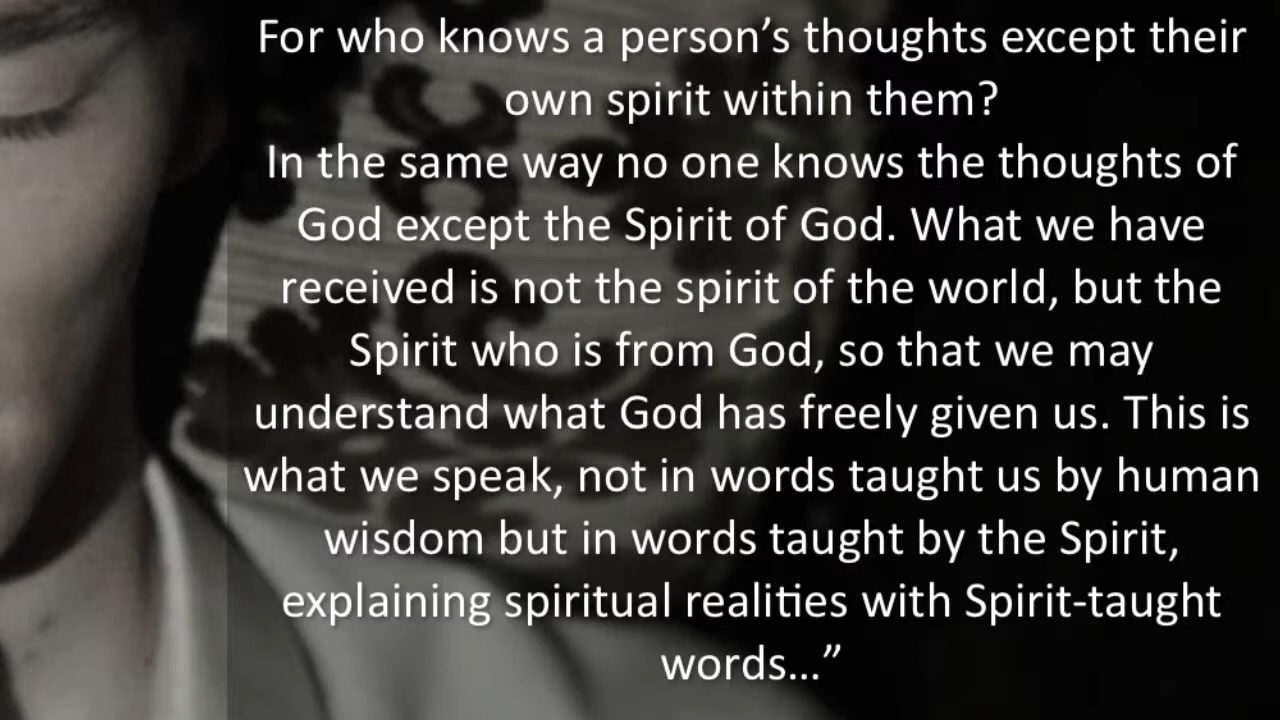 For who knows a person’s thoughts except their
own spirit within them?
In the same way no one knows the thoughts of
God except the Spirit of God. What we have
received is not the spirit of the world, but the
Spirit who is from God, so that we may
understand what God has freely given us. This is
what we speak, not in words taught us by human
wisdom but in words taught by the Spirit,
explaining spiritual realities with Spirit-taught
words...”